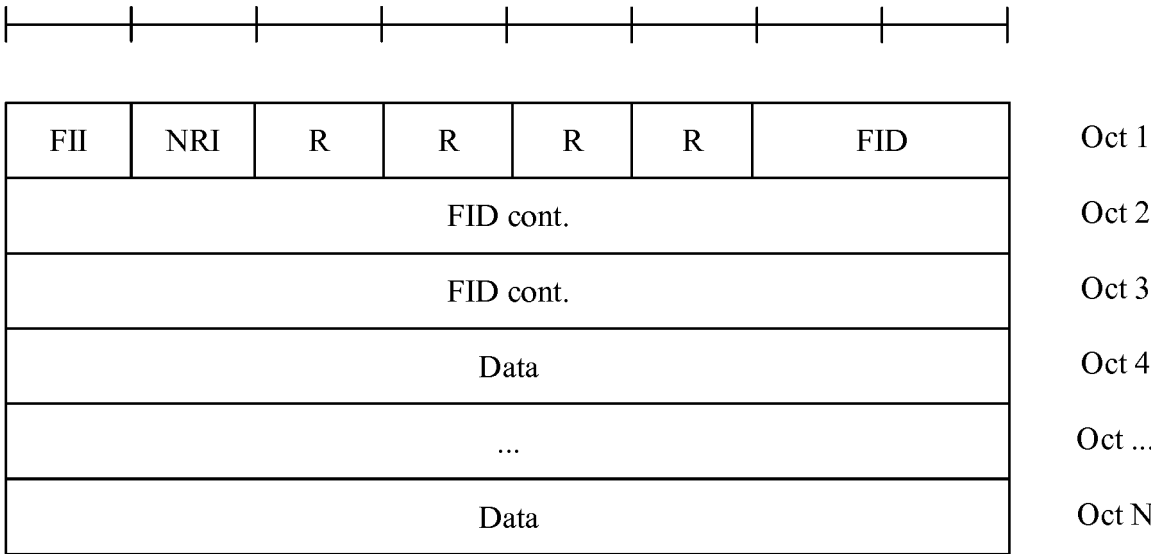 FII NRI R R R R FID Oct 1
FID cont. Oct 2
FID cont. Oct 3
Data Oct 4
... Oct ...
Data Oct N